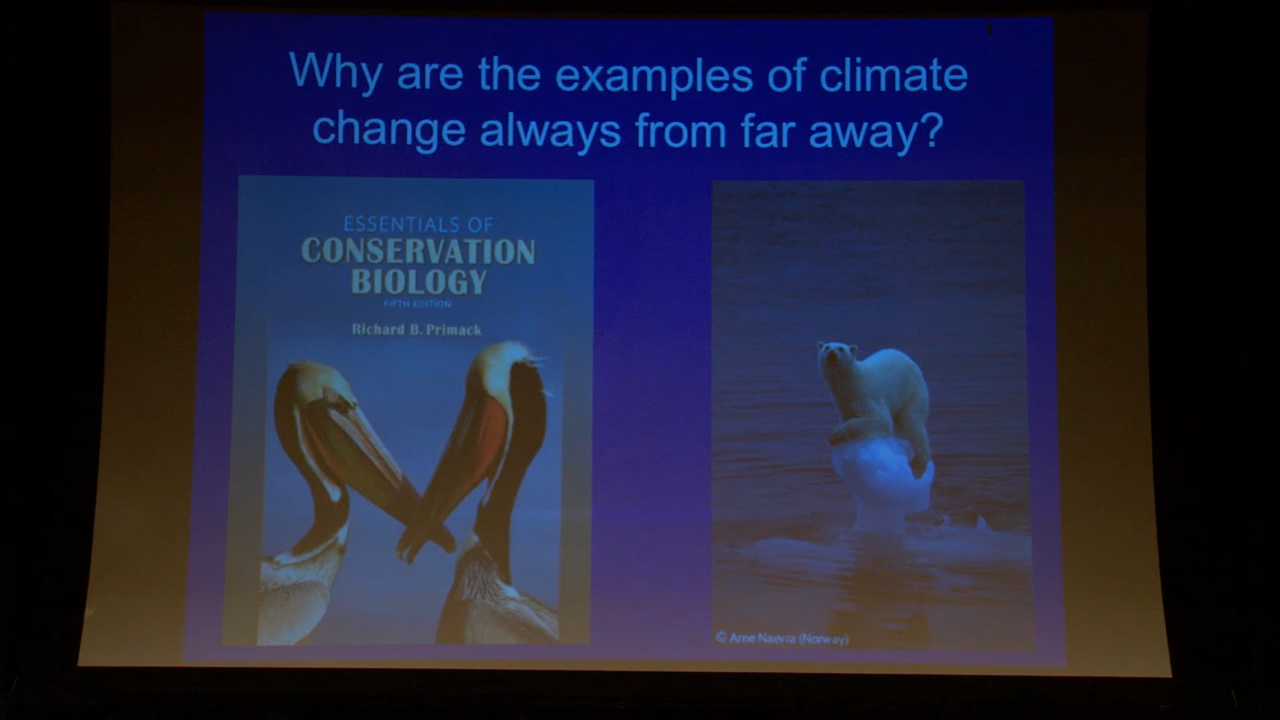 Why are the examples of climate
change always from far away?
ESSENTIALS OF
CONSERVATION
BIOLOGY
FIFTH EDITION
Richard B. Primack
© Arne Naevra (Norway)